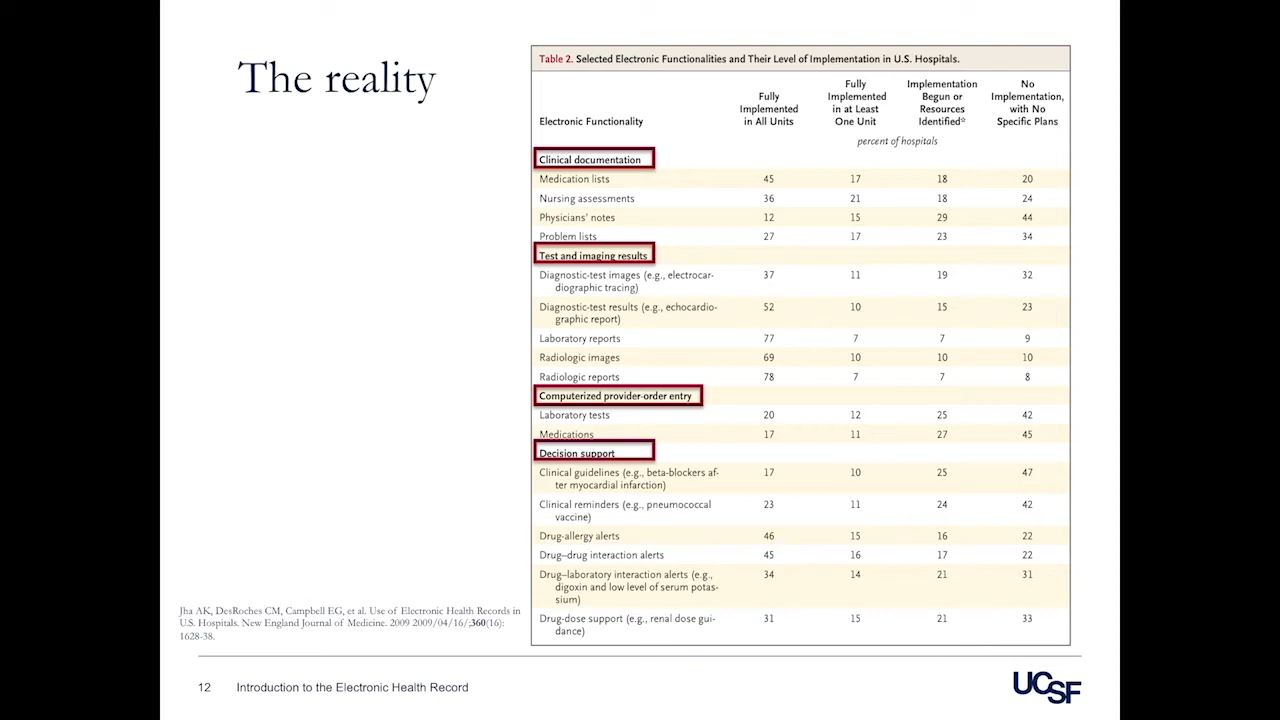 The reality
Table 2. Selected Electronic Functionalities and Their Level of Implementation in U.S. Hospitals.
Electronic Functionality
Fully
Implemented
in All Units
Fully
Implemented
in at Least
One Unit
Implementation
Begun or
Resources
Identified☆
No
Implementation,
with No
Specific Plans
percent of hospitals
Clinical documentation
Medication lists 45 17 18 20
Nursing assessments 36 21 18 24
Physicians’ notes 12 15 29 44
Problem lists 27 17 23 34
Test and imaging results
Diagnostic-test images (e.g., electrocar- 37 11 19 32
diographic tracing)
Diagnostic-test results (e.g., echocardio- 52 10 15 23
graphic report)
Laboratory reports 77 7 7 9
Radiologic images 69 10 10 10
Radiologic reports 78 7 7 8
Computerized provider-order entry
Laboratory tests 20 12 25 42
Medications 17 11 27 45
Decision support
Clinical guidelines (e.g., beta-blockers af- 17 10 25 47
ter myocardial infarction)
Clinical reminders (e.g., pneumococcal 23 11 24 42
vaccine)
Drug-allergy alerts 46 15 16 22
Drug–drug interaction alerts 45 16 17 22
Drug–laboratory interaction alerts (e.g., 34 14 21 31
digoxin and low level of serum potas-
sium)
Drug-dose support (e.g., renal dose gui- 31 15 21 33
dance)
Jha AK, DesRoches CM, Campbell EG, et al. Use of Electronic Health Records in
U.S. Hospitals. New England Journal of Medicine. 2009 2009/04/16/;360(16):
1628-38.
12 Introduction to the Electronic Health Record
UCSF